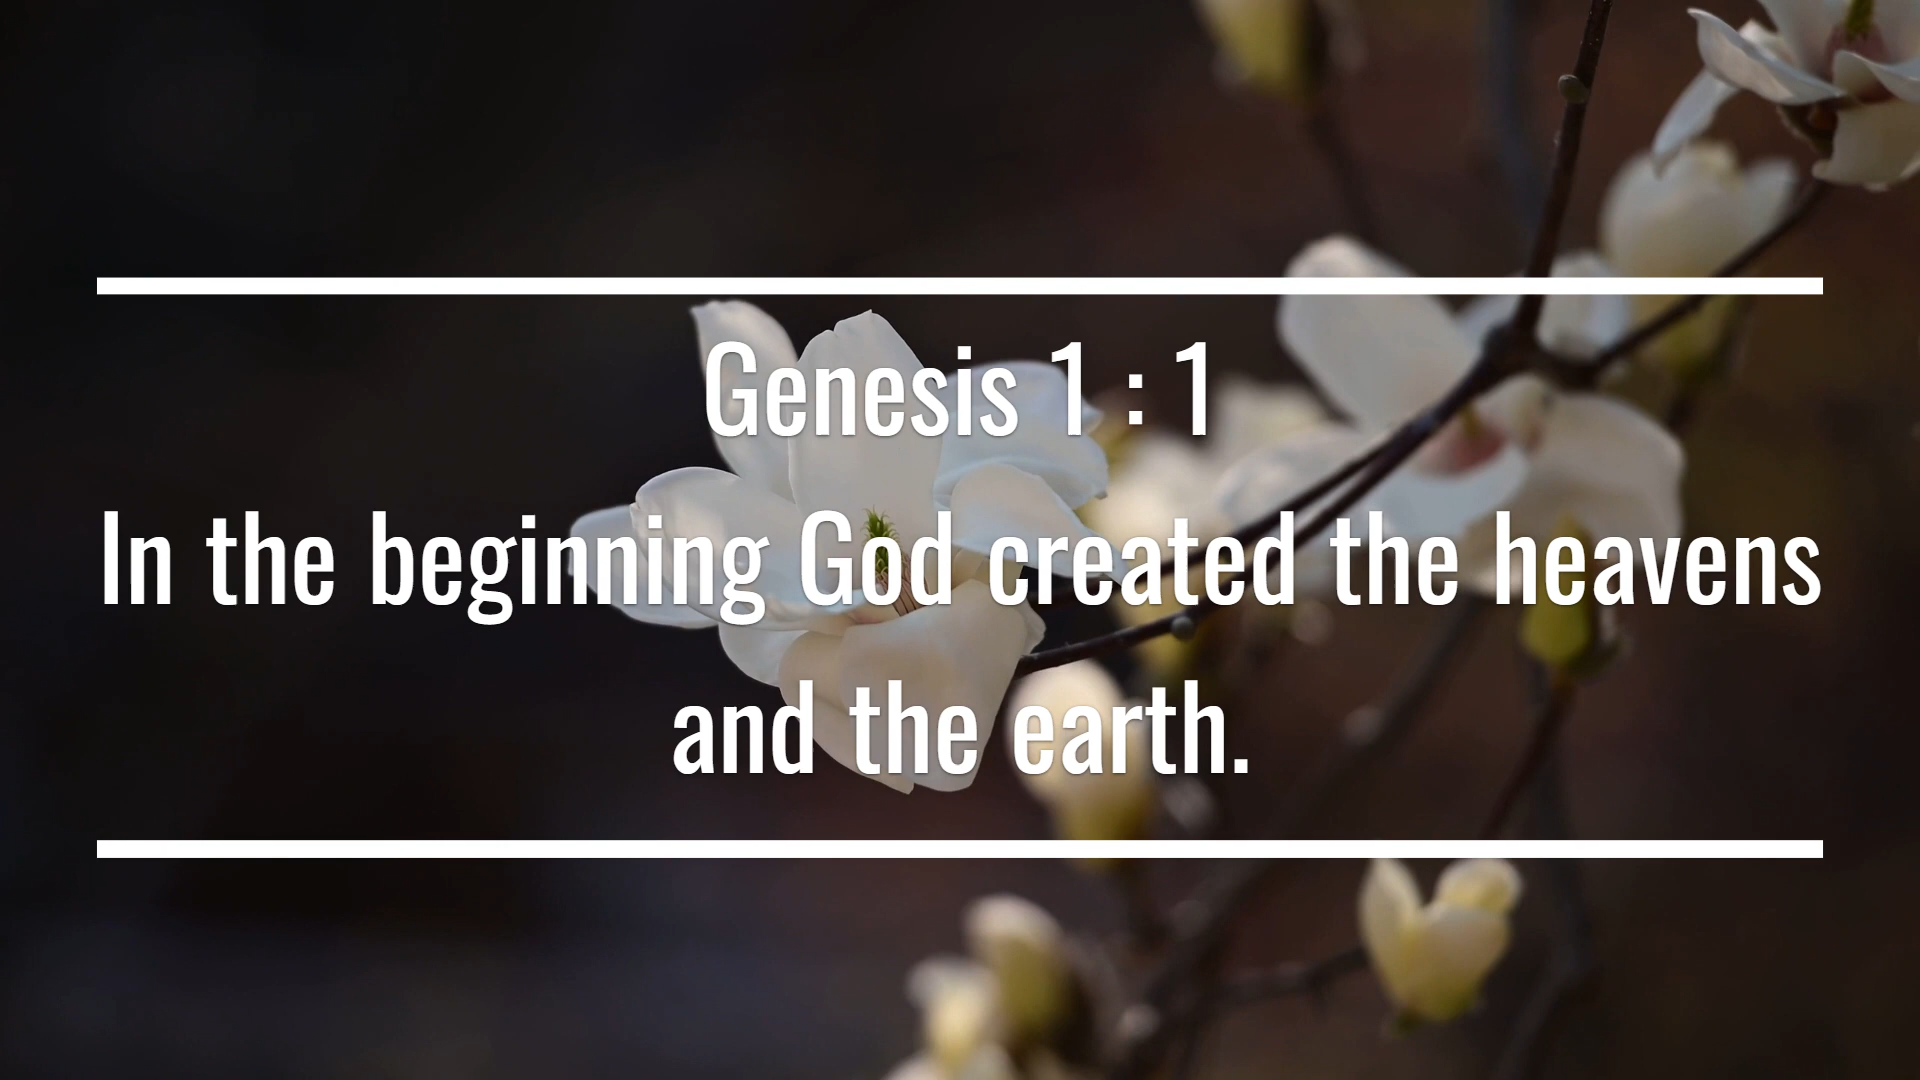 Genesis 1 : 1
In the beginning God created the heavens
and the earth.